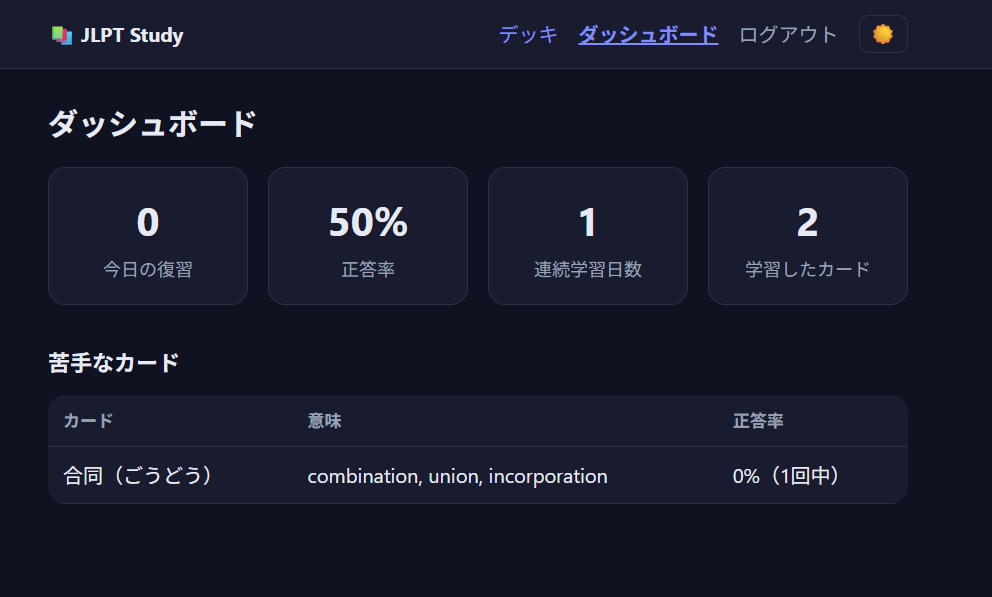 JLPT Study デッキ ダッシュボード ログアウト
ダッシュボード
0 50% 1 2
今日の復習 正答率 連続学習日数 学習したカード
苦手なカード
カード 意味 正答率
合同（ごうどう） combination, union, incorporation 0%（1回中）